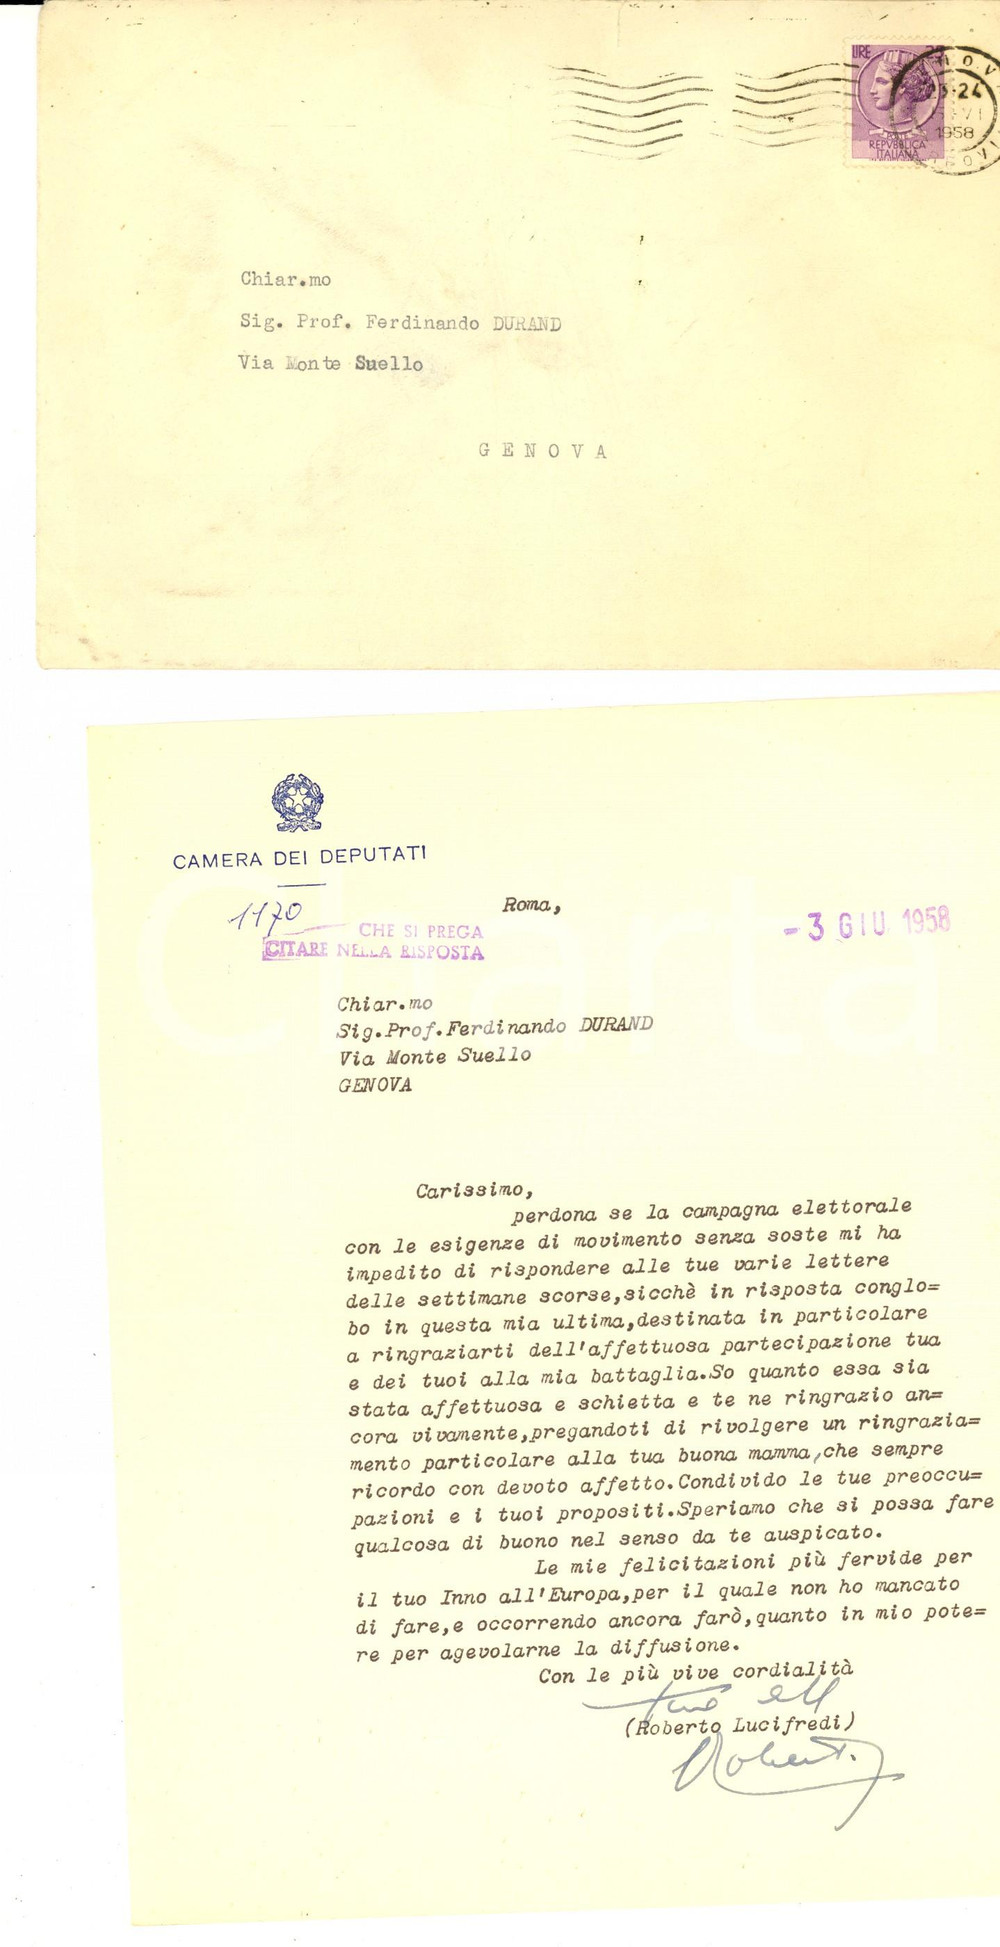 LIRE 25
23-24
VI
1958
REPVBBLICA
ITALIANA
Chiar.mo
Sig. Prof. Ferdinando DURAND
Via Monte Suello
GENOVA
CAMERA DEI DEPUTATI
1170
CHE SI PREGA
CITARE NELLA RISPOSTA
Roma,
-3 GIU. 1958
Chiar.mo
Sig.Prof.Ferdinando DURAND
Via Monte Suello
GENOVA
Carissimo,
perdona se la campagna elettorale
con le esigenze di movimento senza soste mi ha
impedito di rispondere alle tue varie lettere
delle settimane scorse,sicchè in risposta conglo=
bo in questa mia ultima,destinata in particolare
a ringraziarti dell'affettuosa partecipazione tua
e dei tuoi alla mia battaglia.So quanto essa sia
stata affettuosa e schietta e te ne ringrazio an=
cora vivamente,pregandoti di rivolgere un ringrazia=
mento particolare alla tua buona mamma,che sempre
ricordo con devoto affetto.Condivido le tue preoccu=
pazioni e i tuoi propositi.Speriamo che si possa fare
qualcosa di buono nel senso da te auspicato.
Le mie felicitazioni più fervide per
il tuo Inno all'Europa,per il quale non ho mancato
di fare,e occorrendo ancora farò,quanto in mio pote=
re per agevolarne la diffusione.
Con le più vive cordialità
(Roberto Lucifredi)
Charta